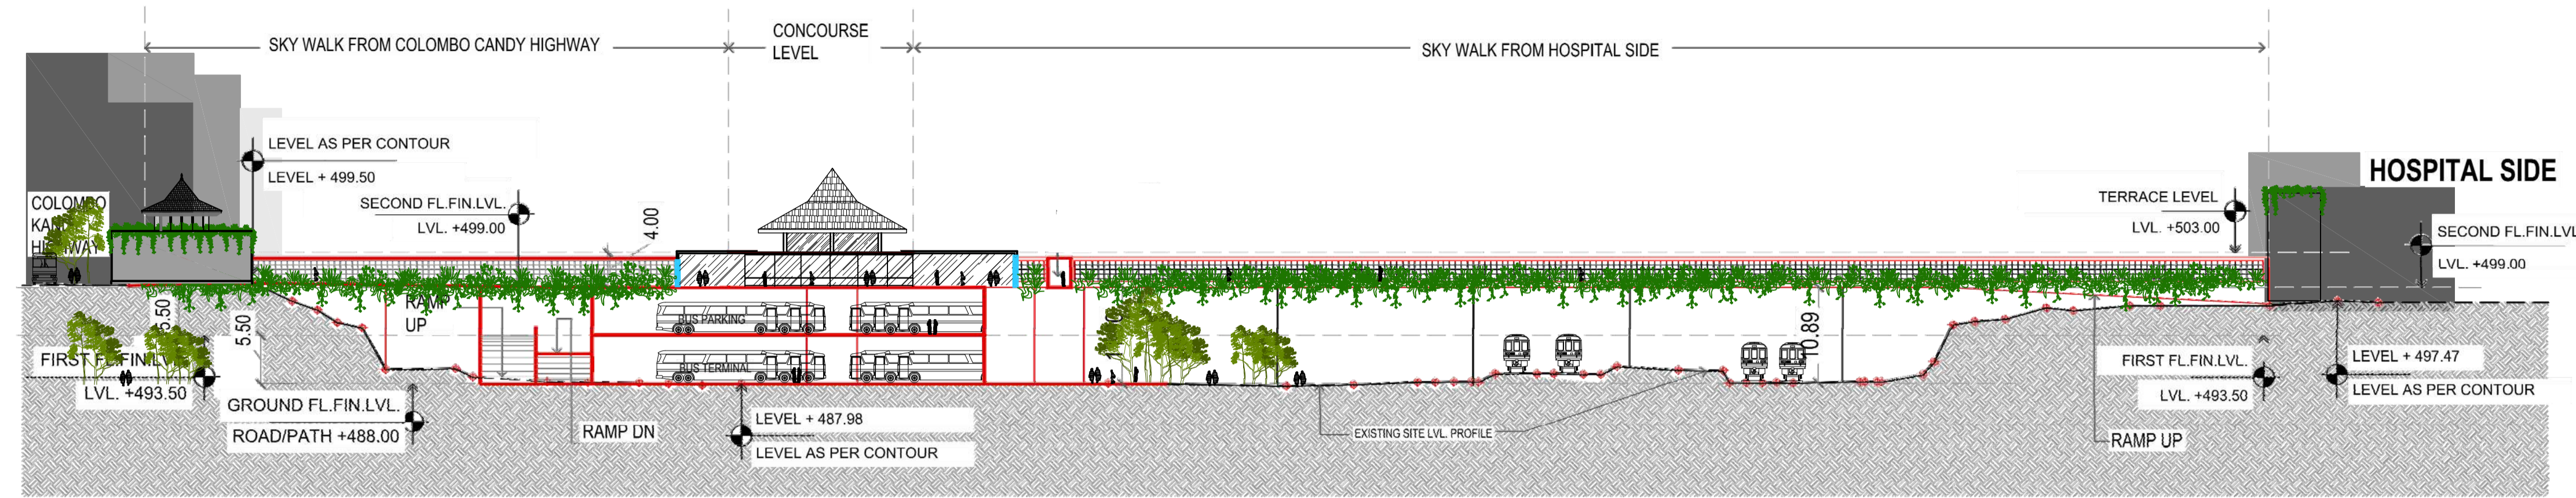 SKY WALK FROM COLOMBO CANDY HIGHWAY
CONCOURSE
LEVEL
SKY WALK FROM HOSPITAL SIDE
LEVEL AS PER CONTOUR
LEVEL + 499.50
SECOND FL.FIN.LVL.
LVL. +499.00
4.00
TERRACE LEVEL
LVL. +503.00
HOSPITAL SIDE
SECOND FL.FIN.LVL
LVL. +499.00
COLOMBO
HIGHWAY
5.50
5.50
RAMP
UP
BUS PARKING
BUS TERMINAL
10.89
FIRST
LVL. +493.50
GROUND FL.FIN.LVL.
ROAD/PATH +488.00
RAMP DN
LEVEL + 487.98
LEVEL AS PER CONTOUR
EXISTING SITE LVL. PROFILE
FIRST FL.FIN.LVL.
LVL. +493.50
RAMP UP
LEVEL + 497.47
LEVEL AS PER CONTOUR